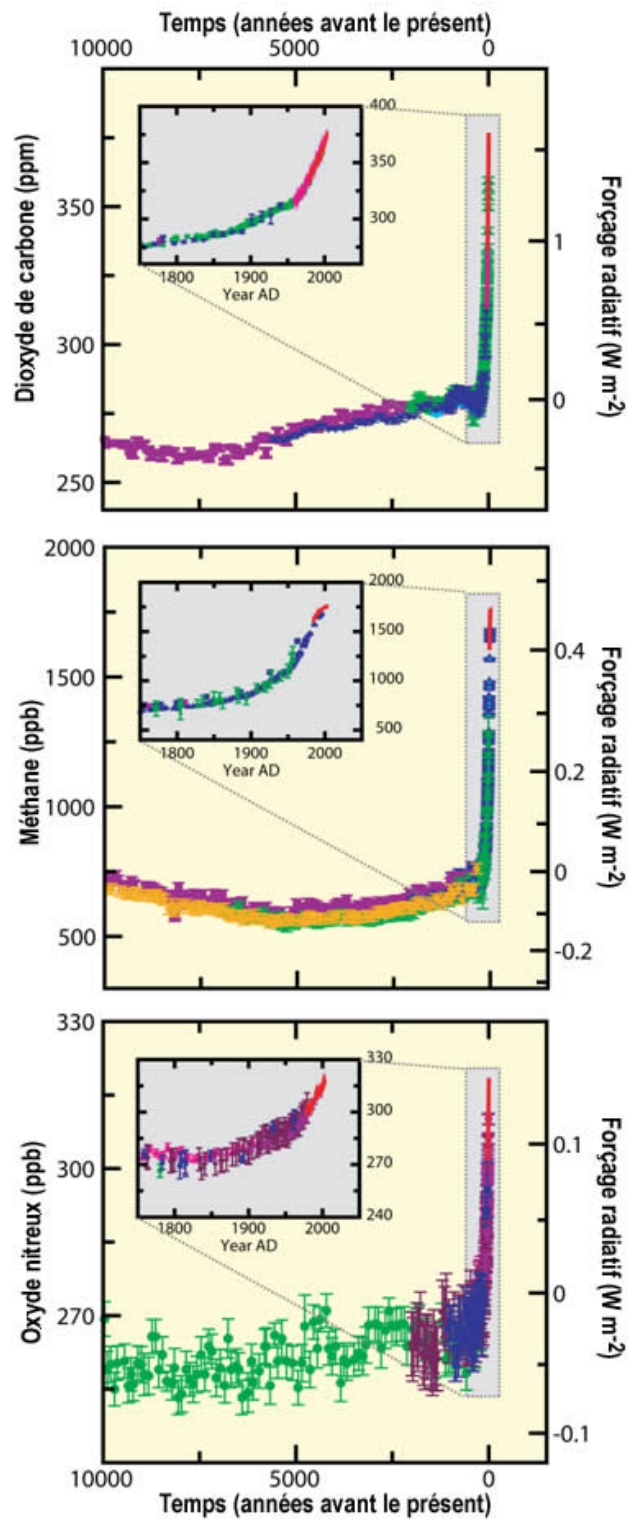 Temps (années avant le présent)
10000 5000 0
Dioxyde de carbone (ppm)
350
300
250
400
350
300
1800 1900 2000
Year AD
1
0
Forçage radiatif (W m-2)
Méthane (ppb)
2000
1500
1000
500
2000
1500
1000
500
1800 1900 2000
Year AD
0.4
0.2
0
-0.2
Forçage radiatif (W m-2)
Oxyde nitreux (ppb)
330
300
270
330
300
270
240
1800 1900 2000
Year AD
0.1
0
-0.1
Forçage radiatif (W m-2)
10000 5000 0
Temps (années avant le présent)